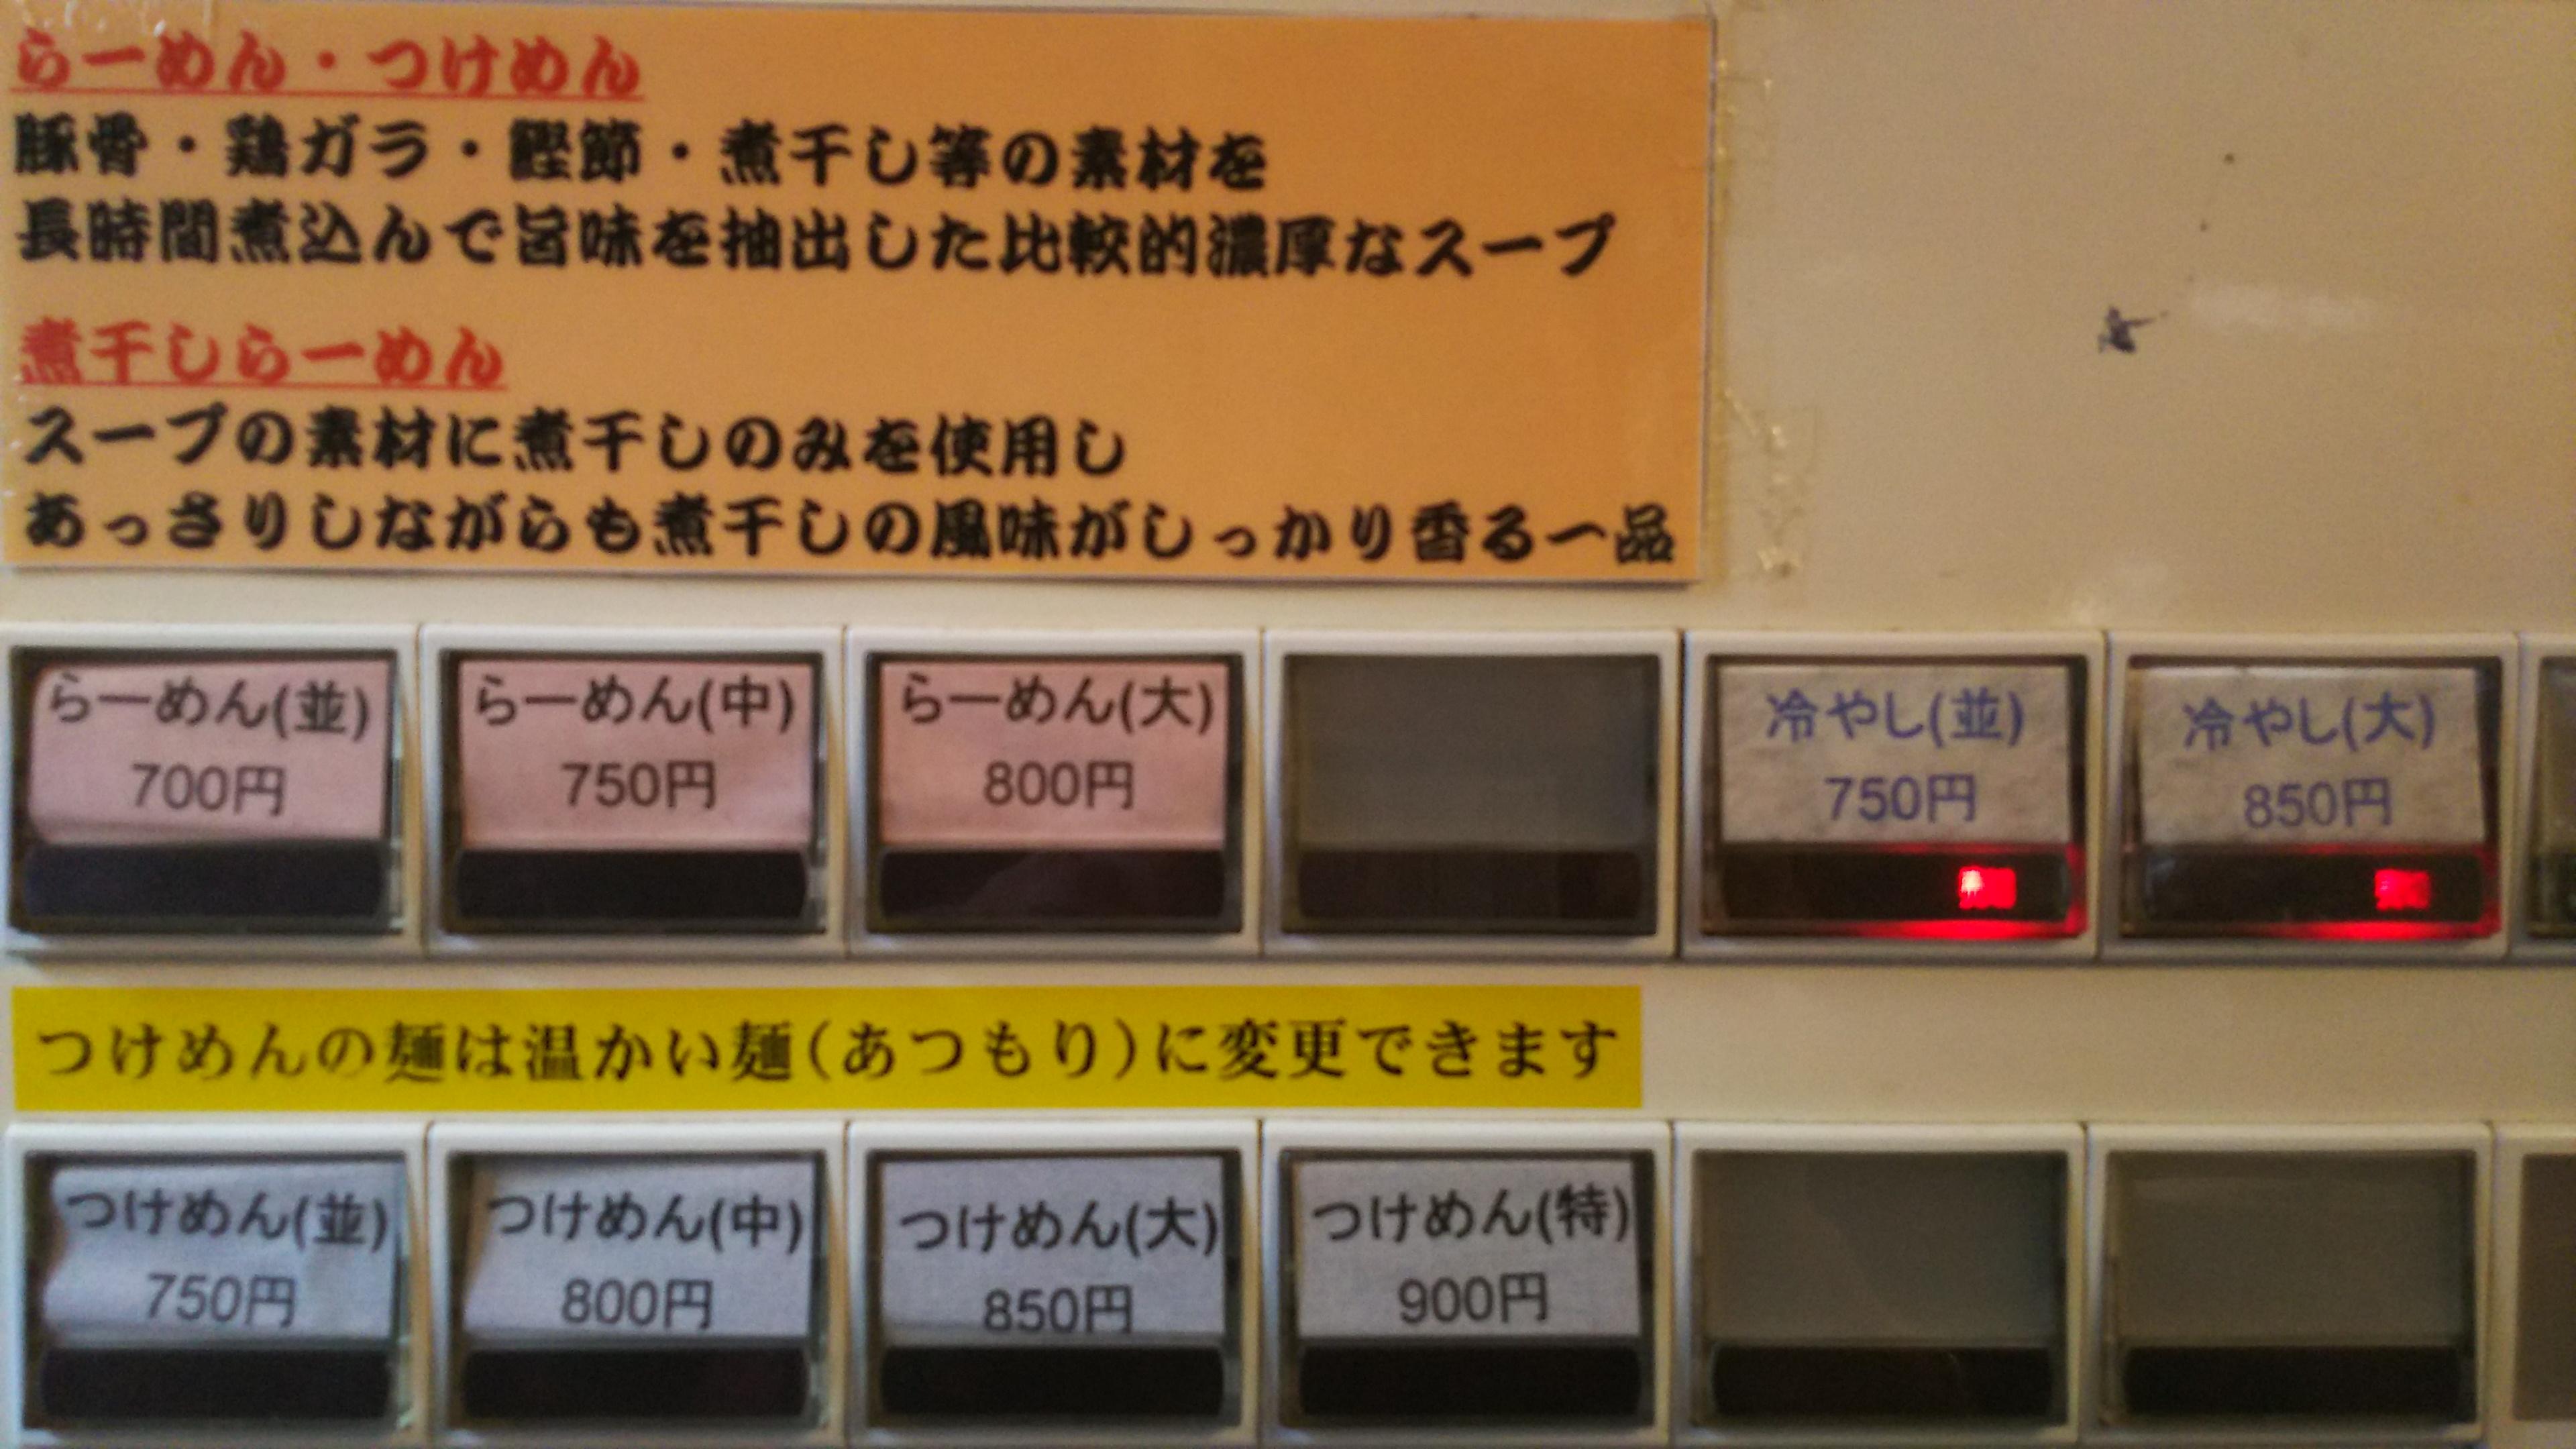 らーめん・つけめん
豚骨・鶏ガラ・鰹節・煮干し等の素材を
長時間煮込んで旨味を抽出した比較的濃厚なスープ
煮干しらーめん
スープの素材に煮干しのみを使用し
あっさりしながらも煮干しの風味がしっかり香る一品
らーめん(並)
700円
らーめん(中)
750円
らーめん(大)
800円
冷やし(並)
750円
冷やし(大)
850円
つけめんの麺は温かい麺(あつもり)に変更できます
つけめん(並)
750円
つけめん(中)
800円
つけめん(大)
850円
つけめん(特)
900円